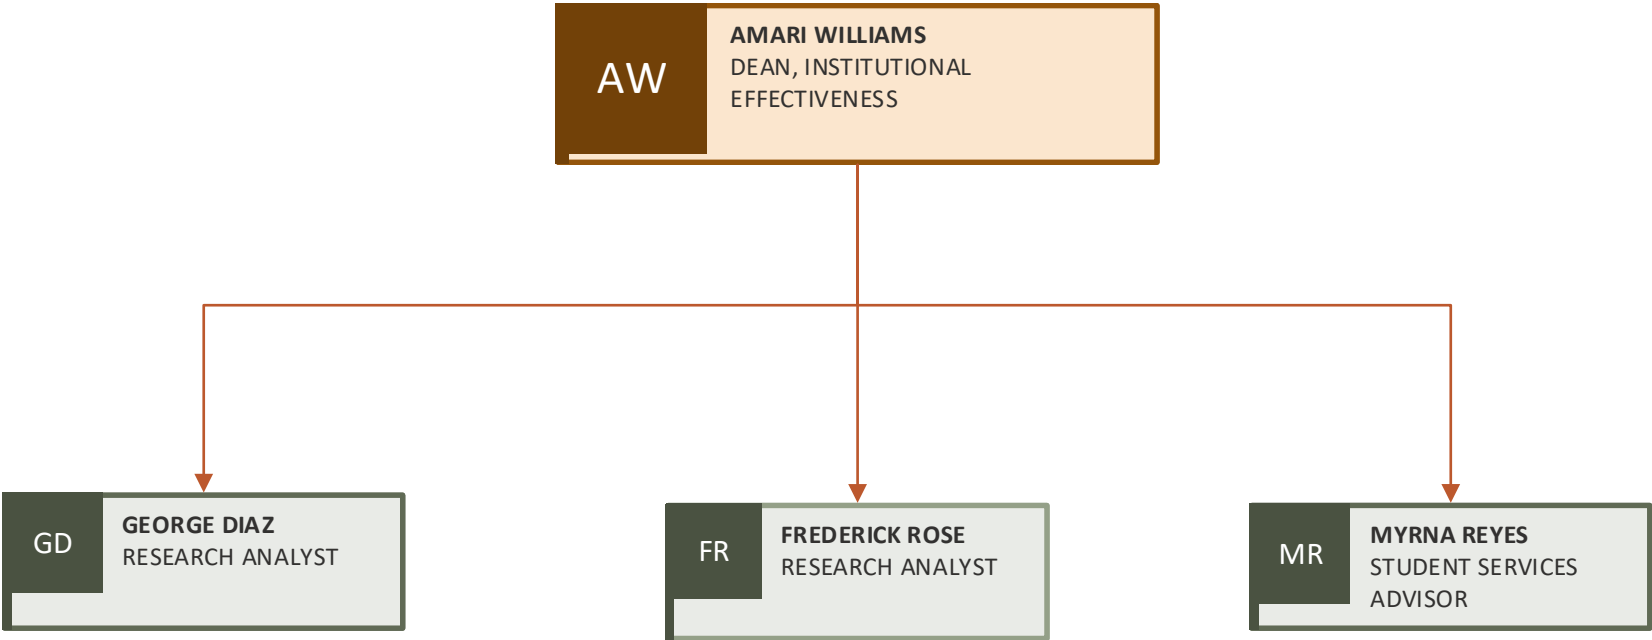 AW
AMARI WILLIAMS
DEAN, INSTITUTIONAL
EFFECTIVENESS
GD
GEORGE DIAZ
RESEARCH ANALYST
FR
FREDERICK ROSE
RESEARCH ANALYST
MR
MYRNA REYES
STUDENT SERVICES
ADVISOR